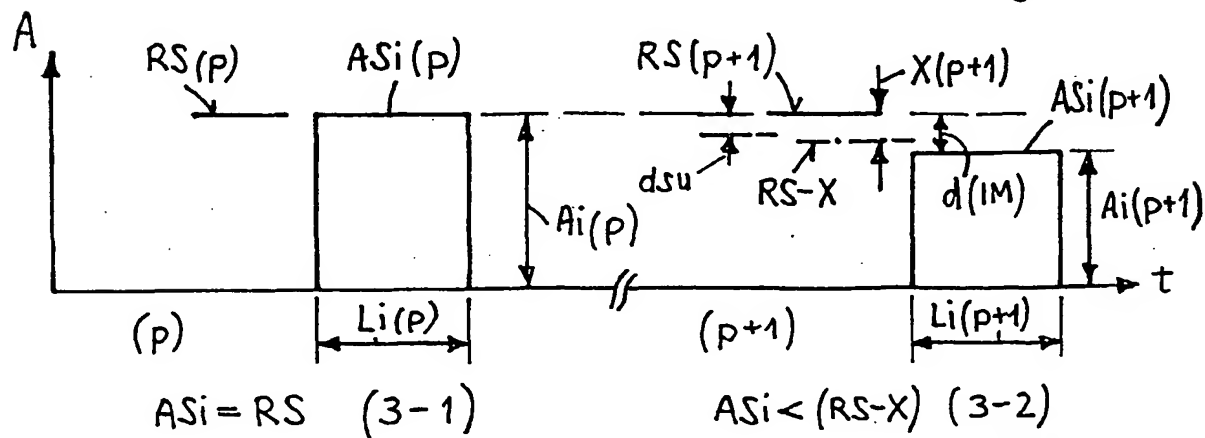 A
RS(p)
ASi(p)
RS(p+1)
X(p+1)
ASi(p+1)
dsu
RS-X
d(IM)
Ai(p)
Ai(p+1)
t
(p)
Li(p)
(p+1)
Li(p+1)
ASi = RS (3-1)
ASi < (RS-X) (3-2)